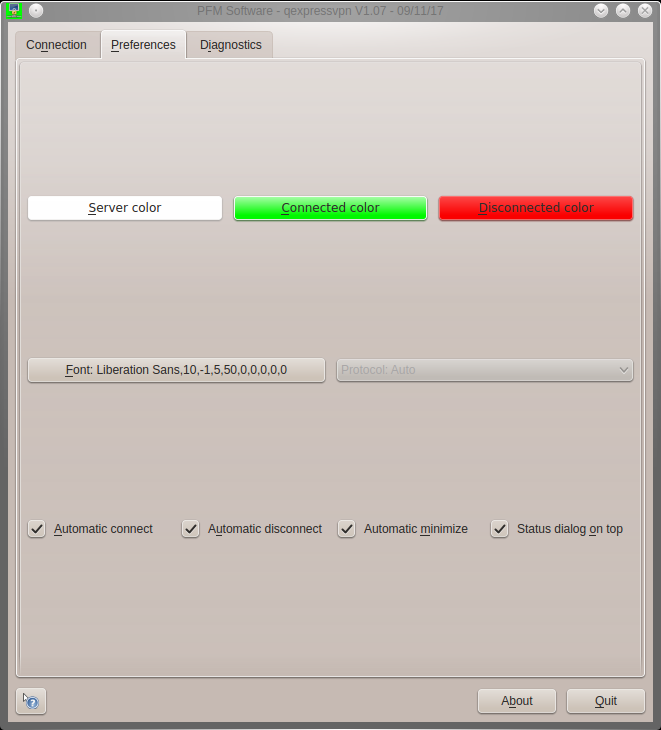 PFM Software - qexpressvpn V1.07 - 09/11/17
Connection Preferences Diagnostics
Server color Connected color Disconnected color
Font: Liberation Sans,10,-1,5,50,0,0,0,0,0 Protocol: Auto
Automatic connect Automatic disconnect Automatic minimize Status dialog on top
? About Quit